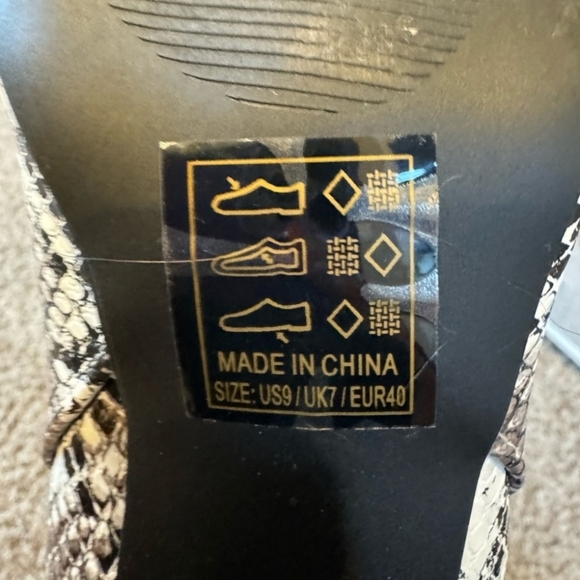 MADE IN CHINA
SIZE: US9 / UK7 / EUR40